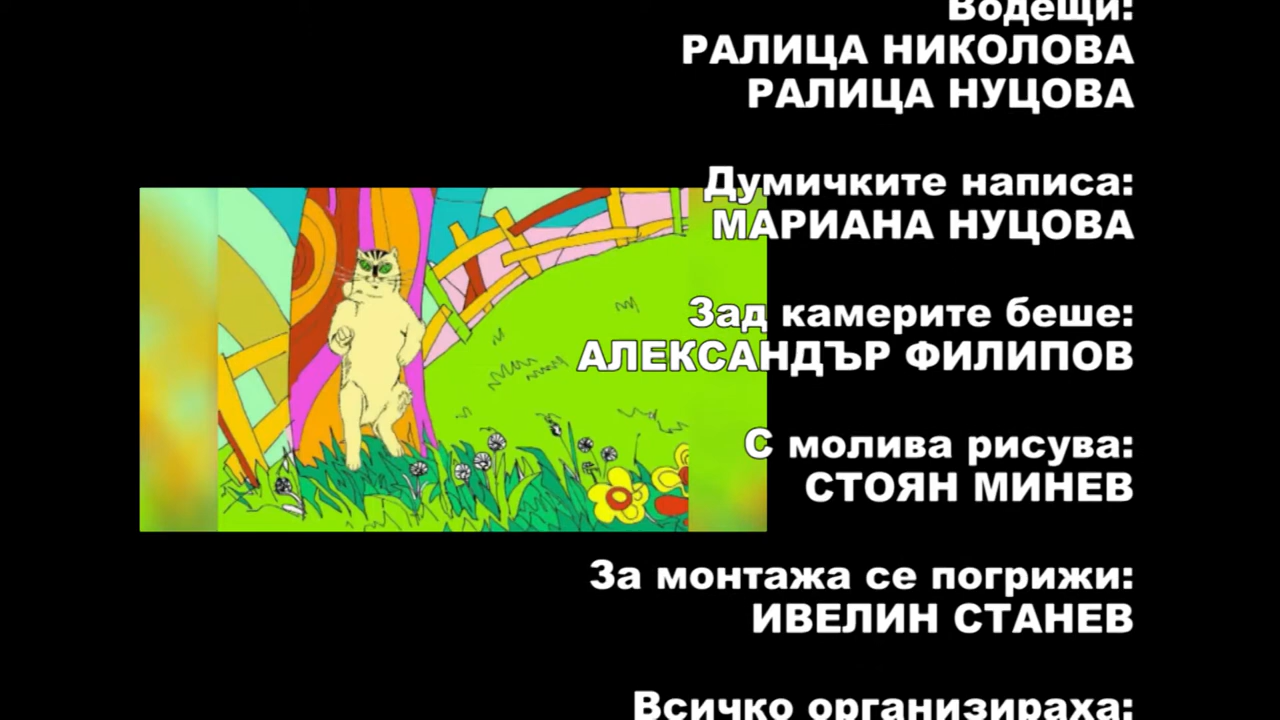 Водещи:
РАЛИЦА НИКОЛОВА
РАЛИЦА НУЦОВА
Думичките написа:
МАРИАНА НУЦОВА
Зад камерите беше:
АЛЕКСАНДЪР ФИЛИПОВ
С молива рисува:
СТОЯН МИНЕВ
За монтажа се погрижи:
ИВЕЛИН СТАНЕВ
Всичко организираха: